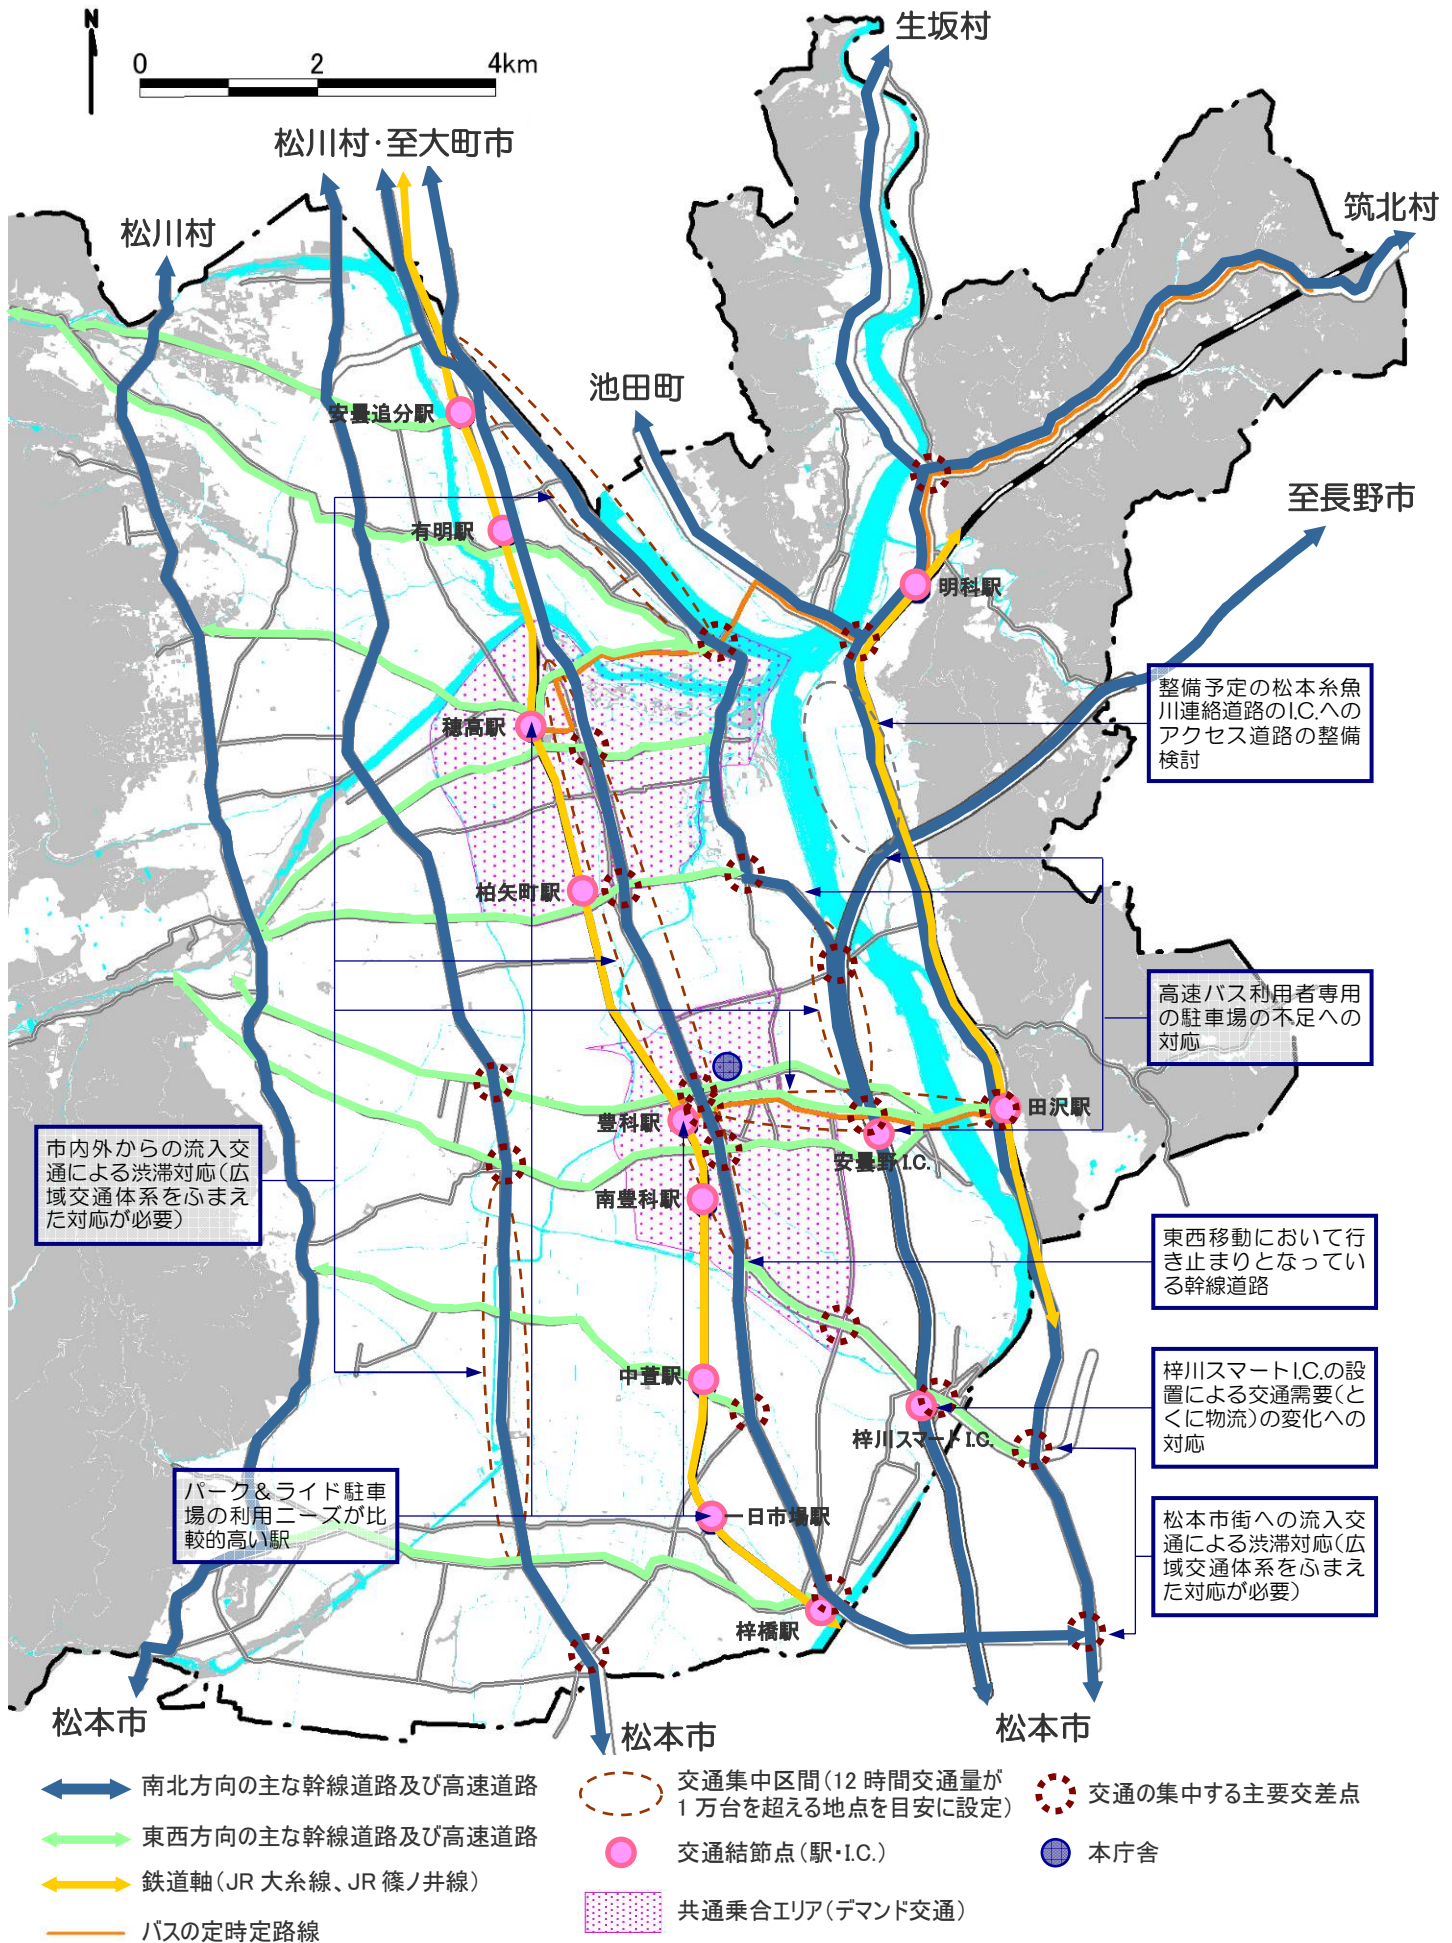 N
0 2 4km
生坂村
松川村・至大町市
筑北村
松川村
池田町
安曇追分駅
至長野市
有明駅
明科駅
整備予定の松本糸魚
川連絡道路のI.C.への
アクセス道路の整備
検討
穂高駅
柏矢町駅
高速バス利用者専用
の駐車場の不足への
対応
田沢駅
豊科駅
安曇野I.C.
市内外からの流入交
通による渋滞対応（広
域交通体系をふまえ
た対応が必要）
南豊科駅
東西移動において行
き止まりとなってい
る幹線道路
中萱駅
梓川スマートI.C.の設
置による交通需要（と
くに物流）の変化への
対応
梓川スマートI.C.
パーク＆ライド駐車
場の利用ニーズが比
較的高い駅
一日市場駅
松本市街への流入交
通による渋滞対応（広
域交通体系をふまえ
た対応が必要）
梓橋駅
松本市
松本市
松本市
南北方向の主な幹線道路及び高速道路
東西方向の主な幹線道路及び高速道路
鉄道軸（JR 大糸線、JR 篠ノ井線）
バスの定時定路線
交通集中区間（12 時間交通量が
1 万台を超える地点を目安に設定）
交通結節点（駅・I.C.）
共通乗合エリア（デマンド交通）
交通の集中する主要交差点
本庁舎